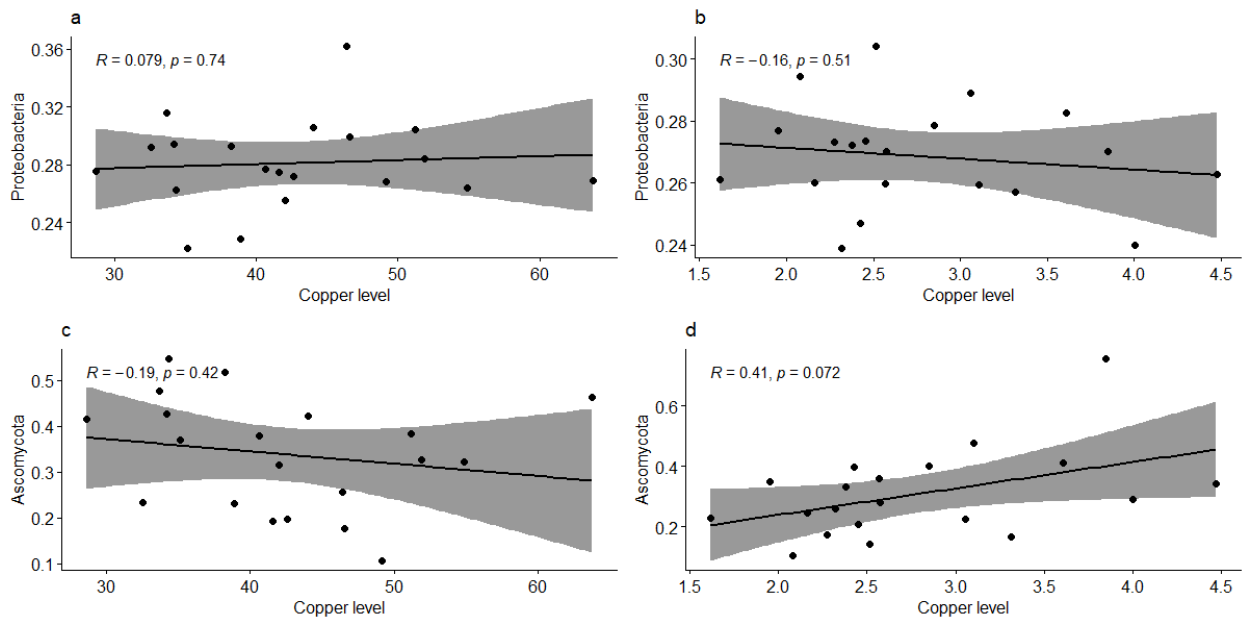 a
R = 0.079, p = 0.74
0.36
0.32
0.28
0.24
Proteobacteria
30 40 50 60
Copper level
b
R = −0.16, p = 0.51
0.30
0.28
0.26
0.24
Proteobacteria
1.5 2.0 2.5 3.0 3.5 4.0 4.5
Copper level
c
R = −0.19, p = 0.42
0.5
0.4
0.3
0.2
0.1
Ascomycota
30 40 50 60
Copper level
d
R = 0.41, p = 0.072
0.6
0.4
0.2
Ascomycota
1.5 2.0 2.5 3.0 3.5 4.0 4.5
Copper level